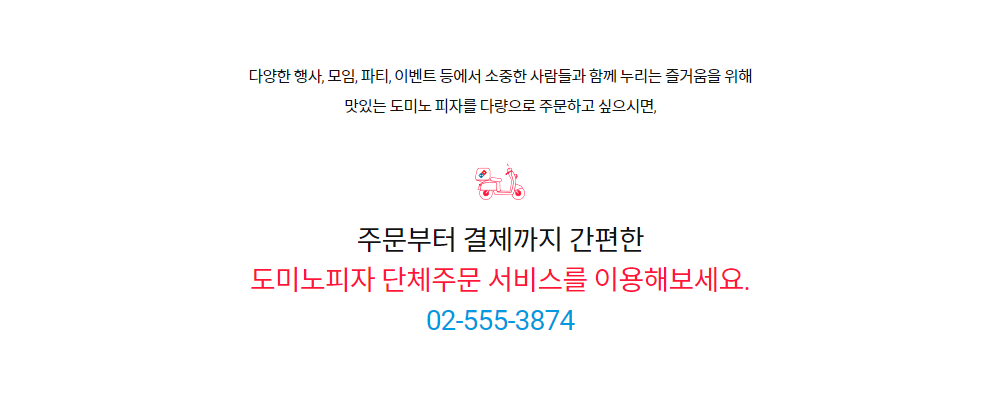 다양한 행사, 모임, 파티, 이벤트 등에서 소중한 사람들과 함께 누리는 즐거움을 위해
맛있는 도미노 피자를 다량으로 주문하고 싶으시면,
주문부터 결제까지 간편한
도미노피자 단체주문 서비스를 이용해보세요.
02-555-3874